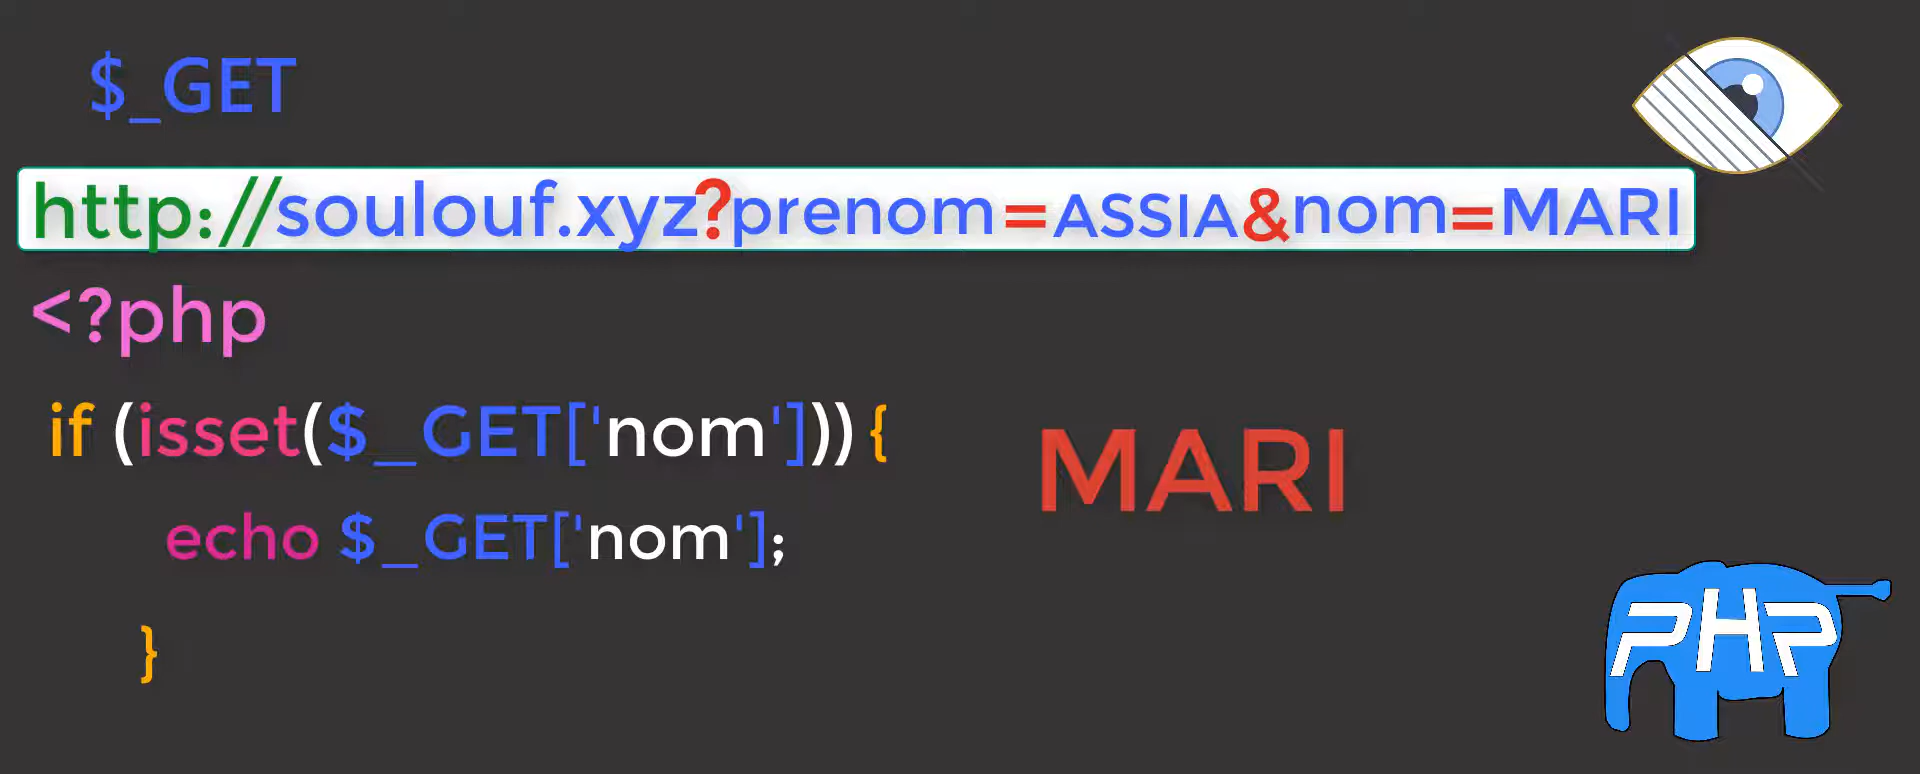 $_GET
http://soulouf.xyz?prenom=ASSIA&nom=MARI
<?php
if (isset($_GET['nom'])) {
MARI
echo $_GET['nom'];
}
PHP